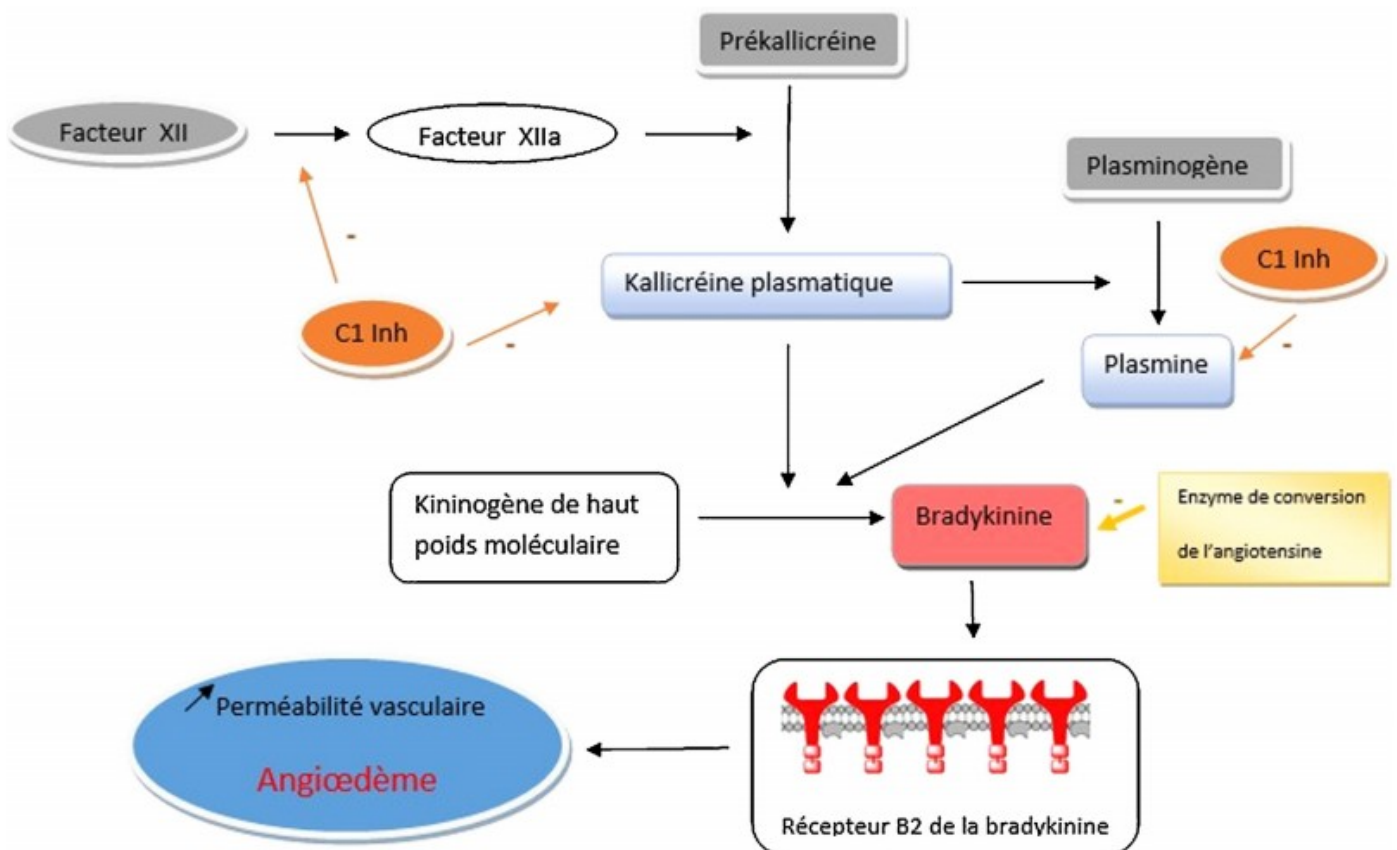 Prékallicréine
Facteur XII
Facteur XIIa
Plasminogène
-
C1 Inh
Kallicréine plasmatique
C1 Inh
-
-
Plasmine
Kininogène de haut
poids moléculaire
Bradykinine
-
Enzyme de conversion
de l'angiotensine
Perméabilité vasculaire
Angiœdème
Récepteur B2 de la bradykinine